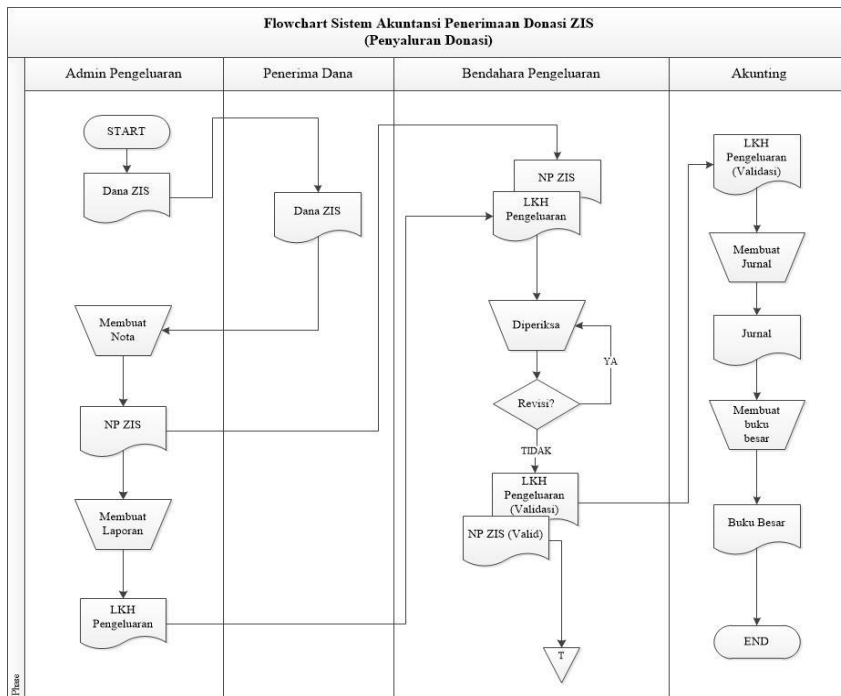 Flowchart Sistem Akuntansi Penerimaan Donasi ZIS
(Penyaluran Donasi)
Admin Pengeluaran
Penerima Dana
Bendahara Pengeluaran
Akunting
START
Dana ZIS
Membuat
Nota
NP ZIS
Membuat
Laporan
LKH
Pengeluaran
Dana ZIS
NP ZIS
LKH
Pengeluaran
Diperiksa
YA
Revisi?
TIDAK
LKH
Pengeluaran
(Validasi)
NP ZIS (Valid)
T
LKH
Pengeluaran
(Validasi)
Membuat
Jurnal
Jurnal
Membuat
buku
besar
Buku Besar
END
Phase